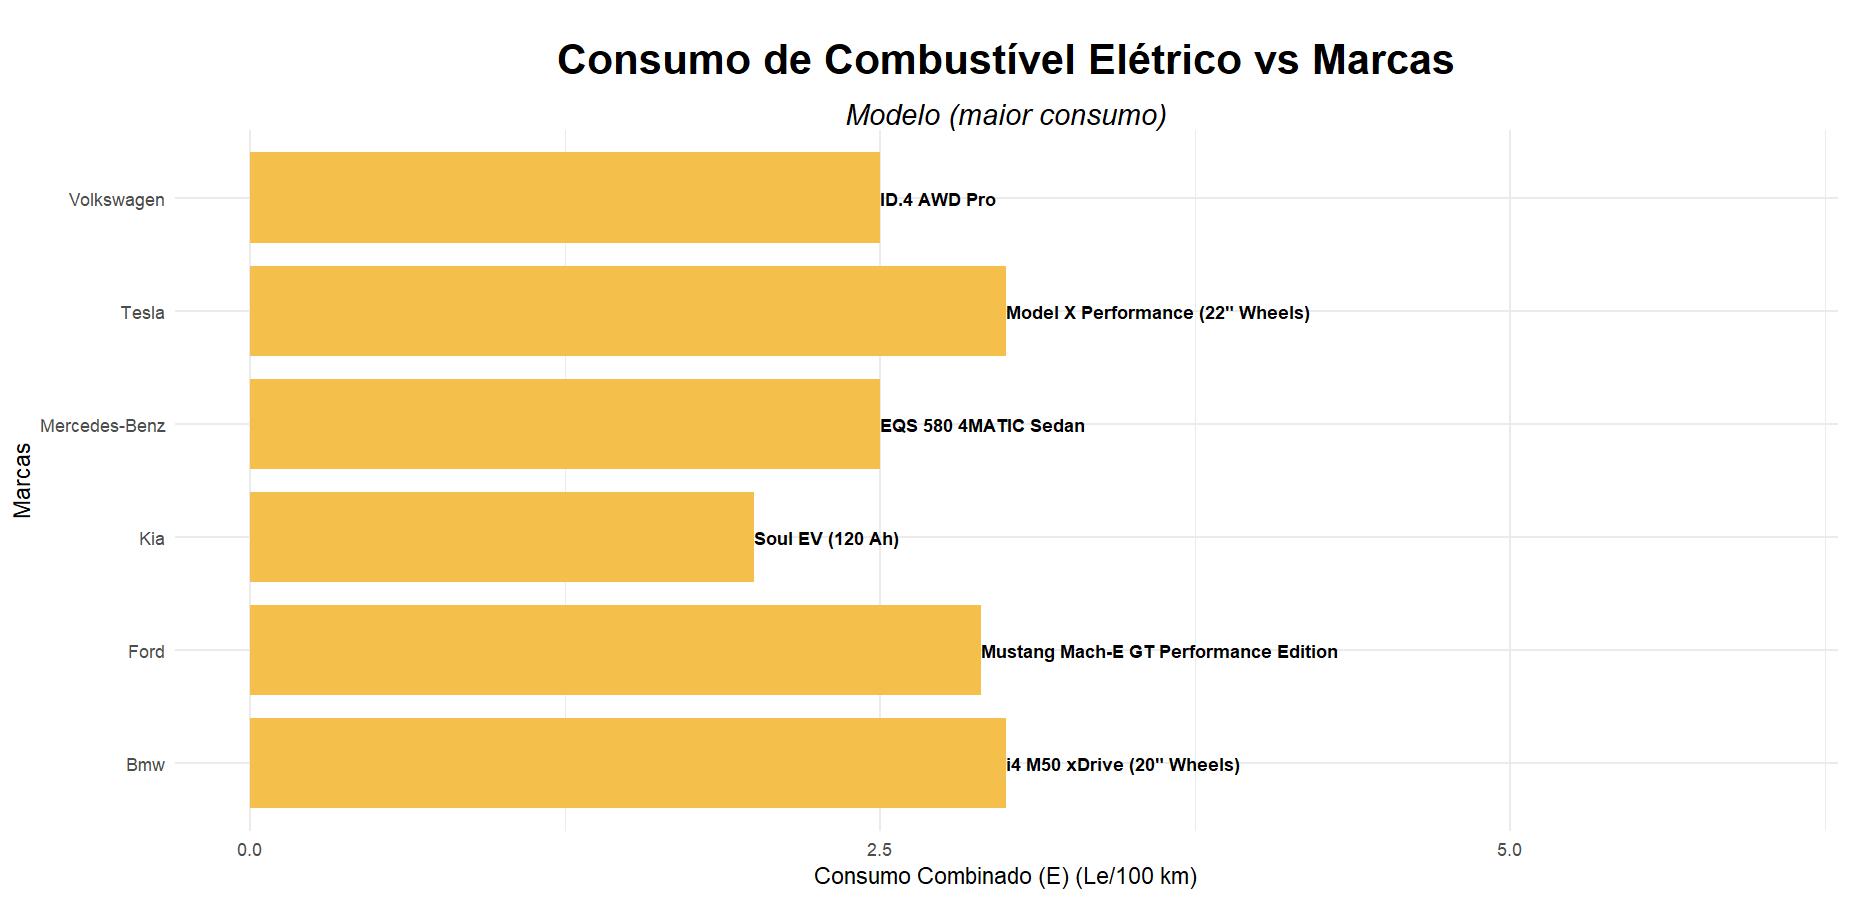 Consumo de Combustível Elétrico vs Marcas
Modelo (maior consumo)
Marcas
Volkswagen
ID.4 AWD Pro
Tesla
Model X Performance (22" Wheels)
Mercedes-Benz
EQS 580 4MATIC Sedan
Kia
Soul EV (120 Ah)
Ford
Mustang Mach-E GT Performance Edition
Bmw
i4 M50 xDrive (20" Wheels)
0.0 2.5 5.0
Consumo Combinado (E) (Le/100 km)